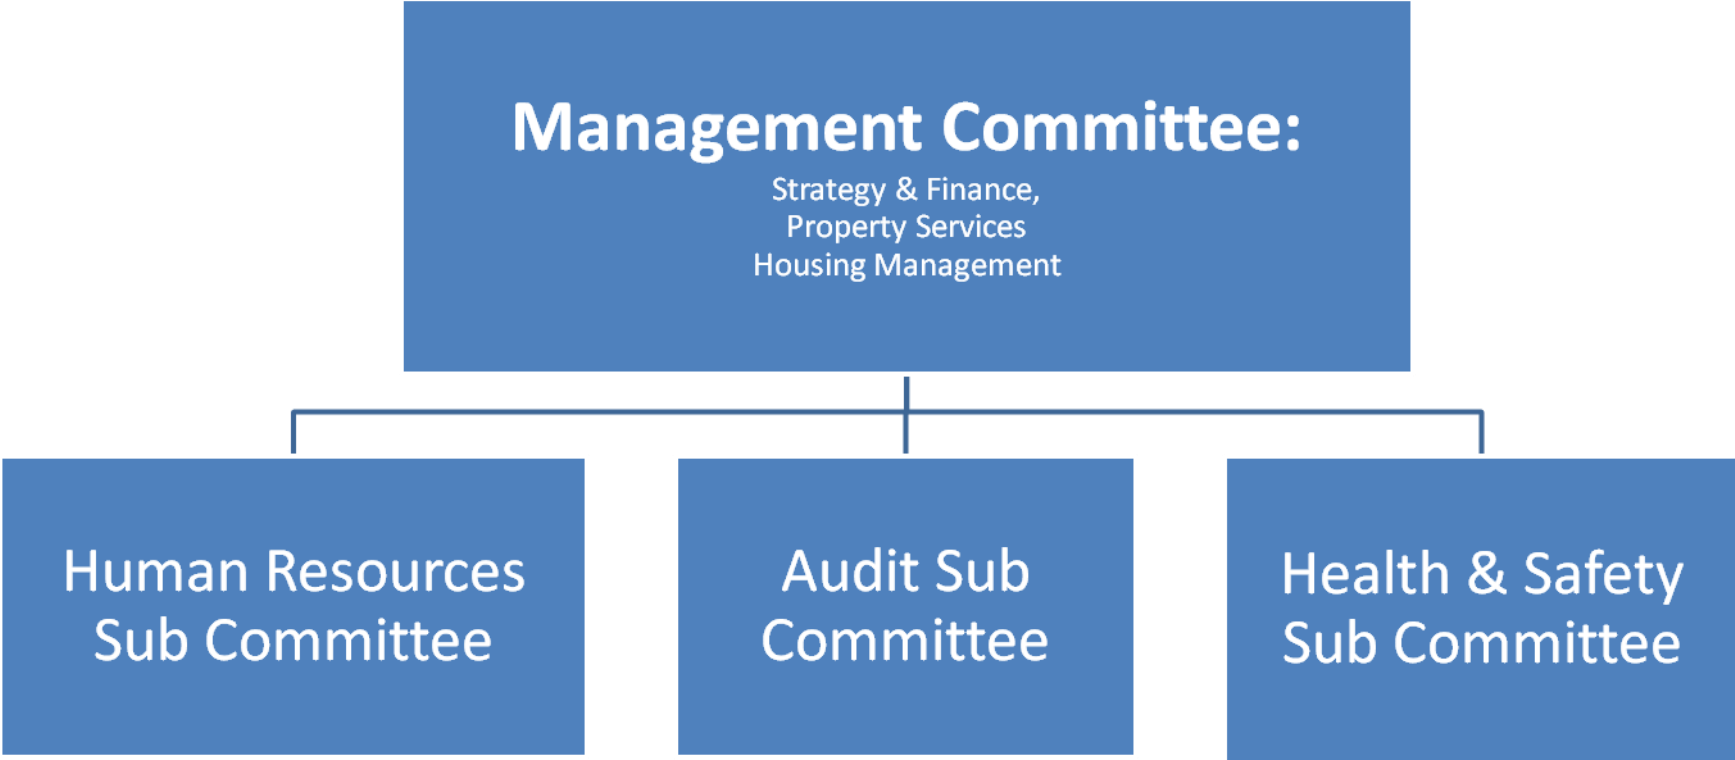 Management Committee:
Strategy & Finance,
Property Services
Housing Management
Human Resources
Sub Committee
Audit Sub
Committee
Health & Safety
Sub Committee